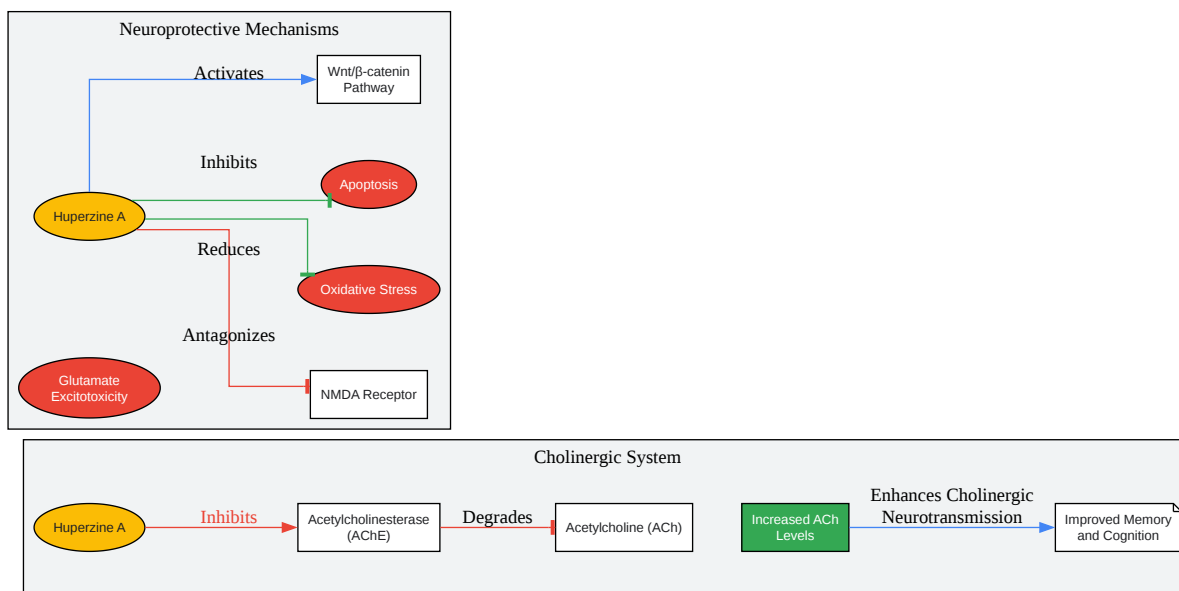 Neuroprotective Mechanisms
Activates
Wnt/β-catenin
Pathway
Inhibits
Apoptosis
Huperzine A
Reduces
Oxidative Stress
Antagonizes
Glutamate
Excitotoxicity
NMDA Receptor
Cholinergic System
Huperzine A
Inhibits
Acetylcholinesterase
(AChE)
Degrades
Acetylcholine (ACh)
Increased ACh
Levels
Enhances Cholinergic
Neurotransmission
Improved Memory
and Cognition